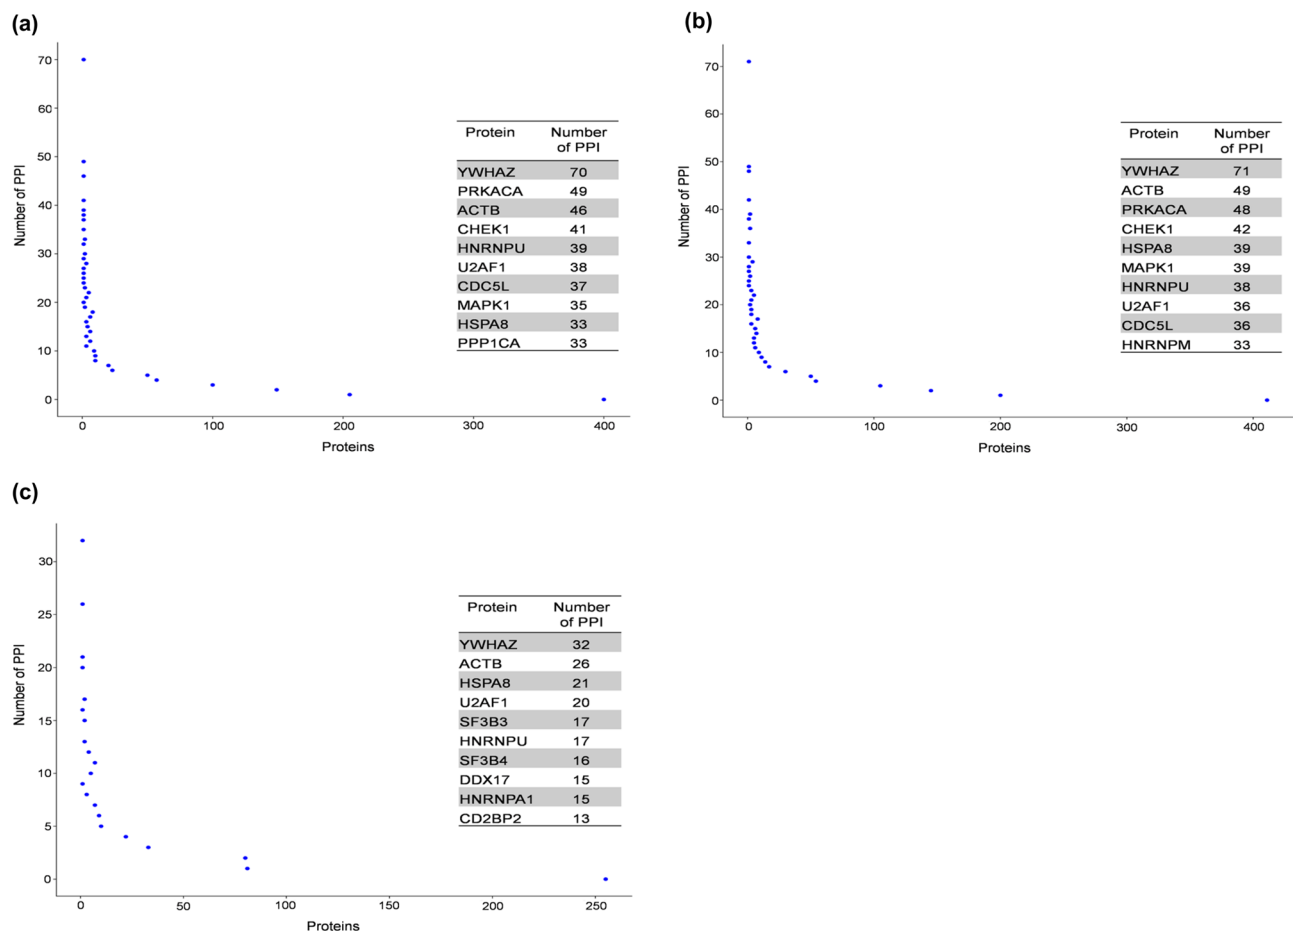 (a)
70
60
50
40
30
20
10
0
Number of PPI
0 100 200 300 400
Proteins
Protein Number
of PPI
YWHAZ 70
PRKACA 49
ACTB 46
CHEK1 41
HNRNPU 39
U2AF1 38
CDC5L 37
MAPK1 35
HSPA8 33
PPP1CA 33
(b)
70
60
50
40
30
20
10
0
Number of PPI
0 100 200 300 400
Proteins
Protein Number
of PPI
YWHAZ 71
ACTB 49
PRKACA 48
CHEK1 42
HSPA8 39
MAPK1 39
HNRNPU 38
U2AF1 36
CDC5L 36
HNRNPM 33
(c)
30
25
20
15
10
5
0
Number of PPI
0 50 100 150 200 250
Proteins
Protein Number
of PPI
YWHAZ 32
ACTB 26
HSPA8 21
U2AF1 20
SF3B3 17
HNRNPU 17
SF3B4 16
DDX17 15
HNRNPA1 15
CD2BP2 13